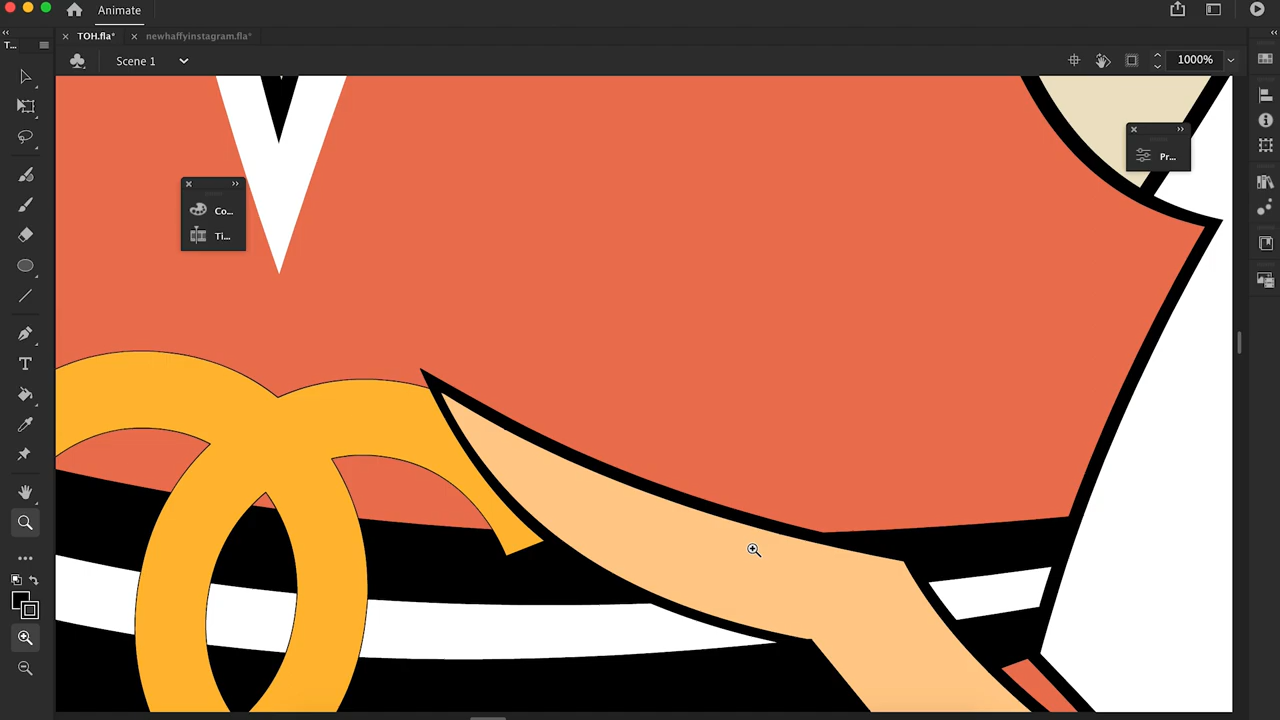 Animate
T...
TOH.fla*
newhaffyinstagram.fla*
Scene 1
1000%
Pr...
Co...
Ti...